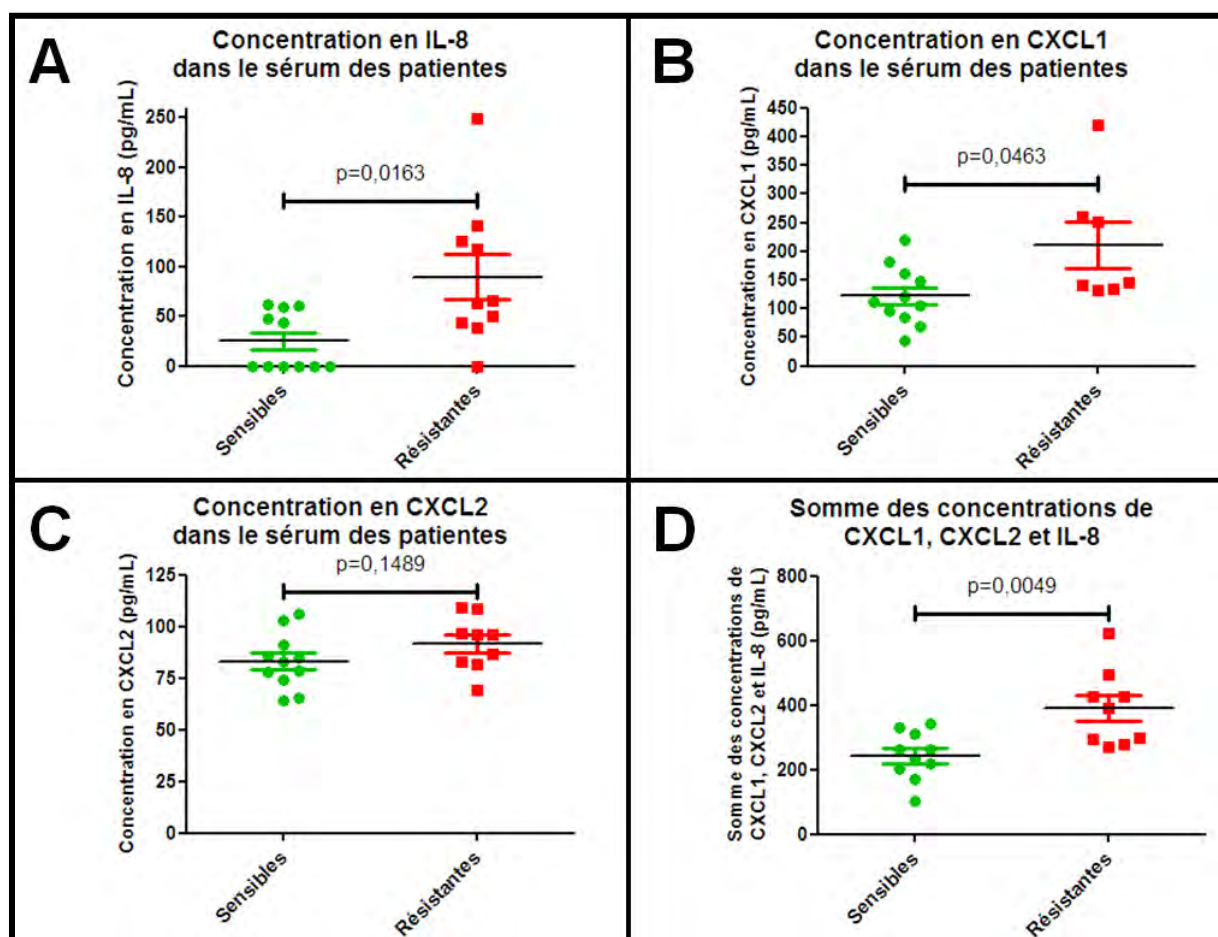 A
Concentration en IL-8
dans le sérum des patientes
Concentration en IL-8 (pg/mL)
250
200
150
100
50
0
p=0,0163
Sensibles
Résistantes
B
Concentration en CXCL1
dans le sérum des patientes
Concentration en CXCL1 (pg/mL)
450
400
350
300
250
200
150
100
50
0
p=0,0463
Sensibles
Résistantes
C
Concentration en CXCL2
dans le sérum des patientes
Concentration en CXCL2 (pg/mL)
125
100
75
50
25
0
p=0,1489
Sensibles
Résistantes
D
Somme des concentrations de
CXCL1, CXCL2 et IL-8
Somme des concentrations de
CXCL1, CXCL2 et IL-8 (pg/mL)
800
600
400
200
0
p=0,0049
Sensibles
Résistantes